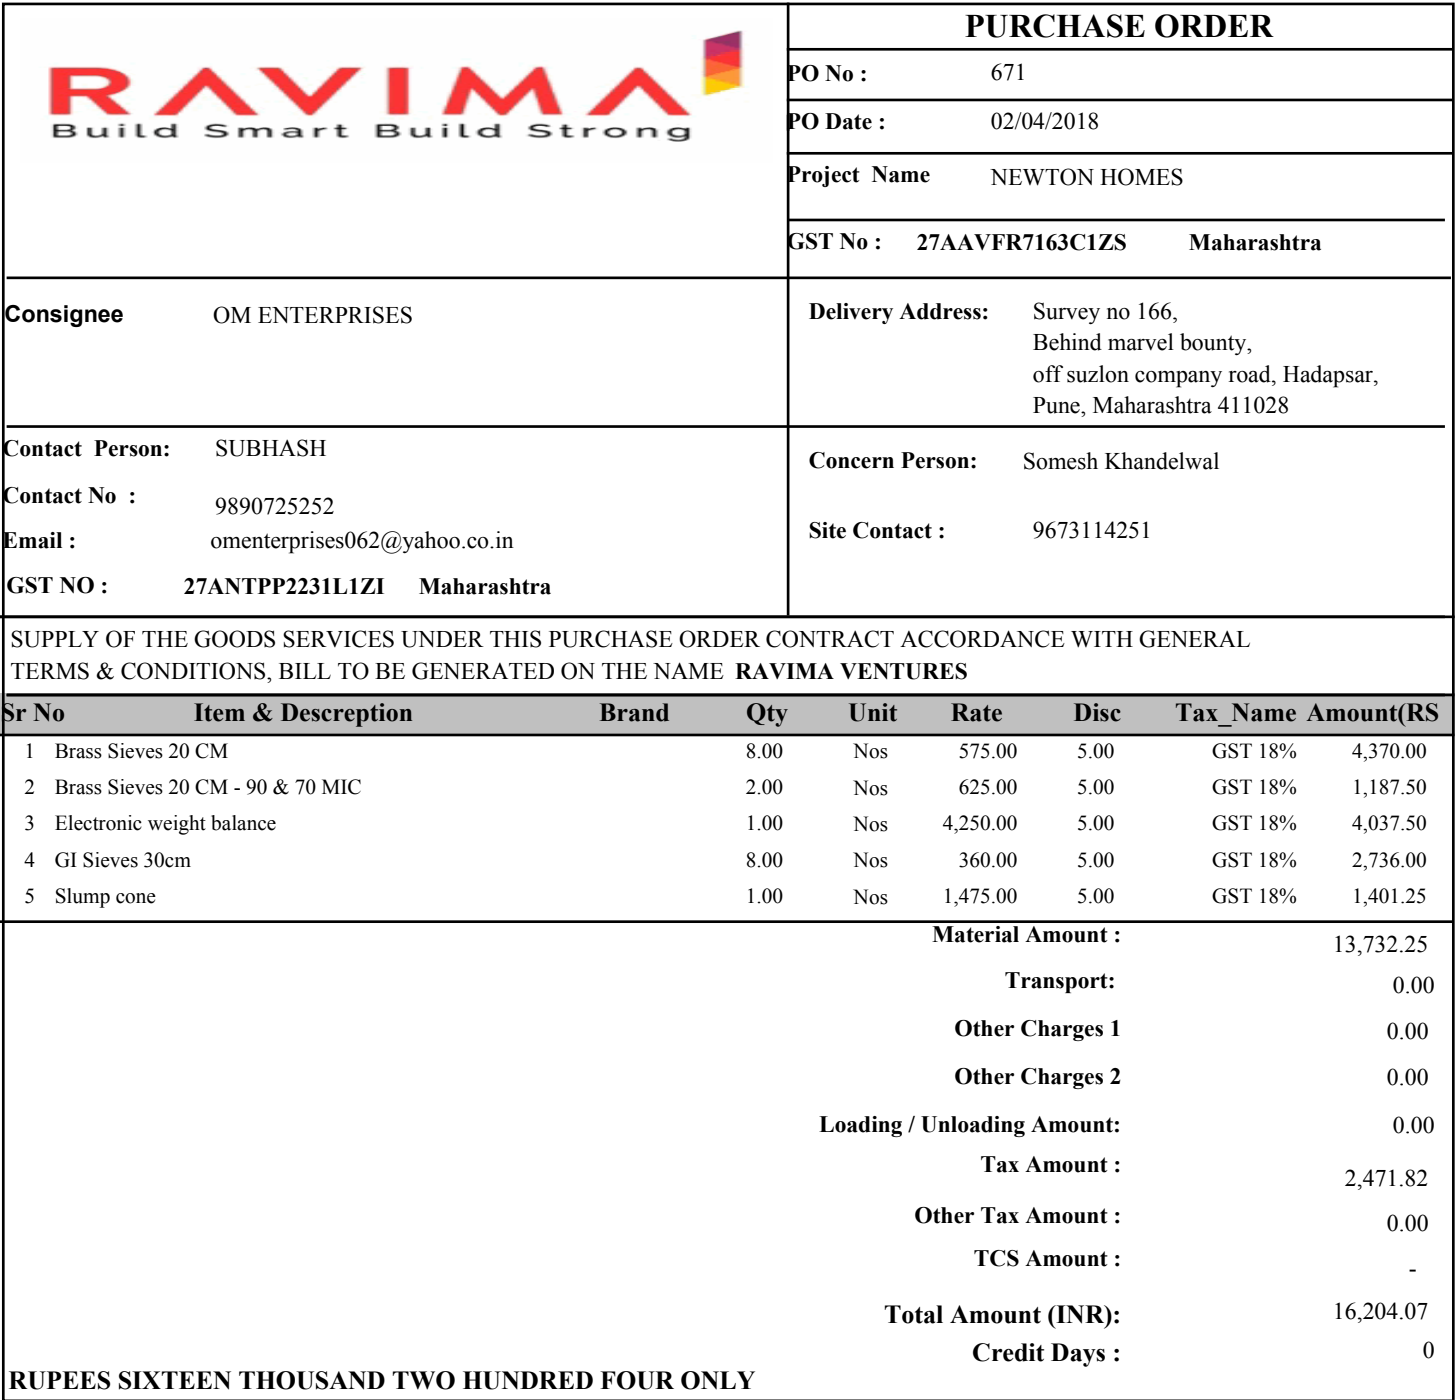 RAVIMA
Build Smart Build Strong
PURCHASE ORDER
PO No : 671
PO Date : 02/04/2018
Project Name NEWTON HOMES
GST No : 27AAVFR7163C1ZS Maharashtra
Consignee OM ENTERPRISES
Delivery Address: Survey no 166,
Behind marvel bounty,
off suzlon company road, Hadapsar,
Pune, Maharashtra 411028
Contact Person: SUBHASH
Contact No : 9890725252
Email : omenterprises062@yahoo.co.in
GST NO : 27ANTPP2231L1ZI Maharashtra
Concern Person: Somesh Khandelwal
Site Contact : 9673114251
SUPPLY OF THE GOODS SERVICES UNDER THIS PURCHASE ORDER CONTRACT ACCORDANCE WITH GENERAL
TERMS & CONDITIONS, BILL TO BE GENERATED ON THE NAME RAVIMA VENTURES
Sr No Item & Descreption Brand Qty Unit Rate Disc Tax_Name Amount(RS
1 Brass Sieves 20 CM 8.00 Nos 575.00 5.00 GST 18% 4,370.00
2 Brass Sieves 20 CM - 90 & 70 MIC 2.00 Nos 625.00 5.00 GST 18% 1,187.50
3 Electronic weight balance 1.00 Nos 4,250.00 5.00 GST 18% 4,037.50
4 GI Sieves 30cm 8.00 Nos 360.00 5.00 GST 18% 2,736.00
5 Slump cone 1.00 Nos 1,475.00 5.00 GST 18% 1,401.25
Material Amount : 13,732.25
Transport: 0.00
Other Charges 1 0.00
Other Charges 2 0.00
Loading / Unloading Amount: 0.00
Tax Amount : 2,471.82
Other Tax Amount : 0.00
TCS Amount : -
Total Amount (INR): 16,204.07
Credit Days : 0
RUPEES SIXTEEN THOUSAND TWO HUNDRED FOUR ONLY